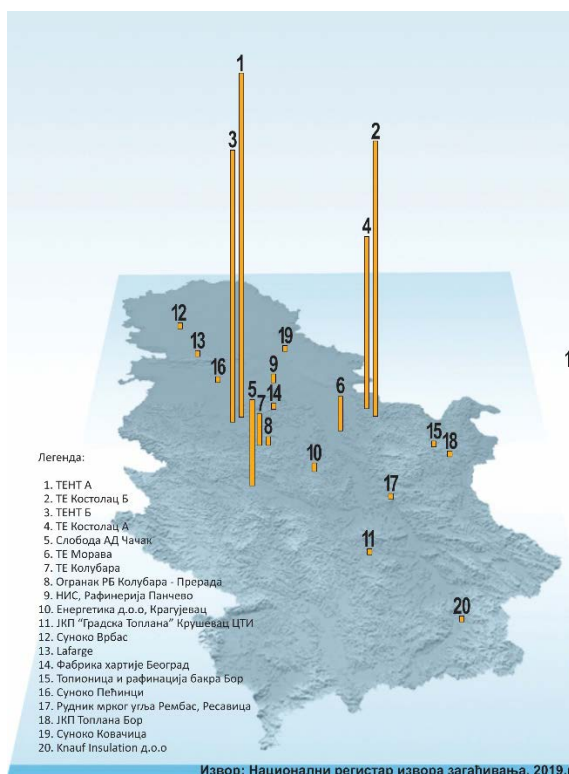 1
2
3
4
12
13
19
16
9
5
14
6
7
8
15
18
10
17
11
20
Легенда:
1. ТЕНТ А
2. ТЕ Костолац Б
3. ТЕНТ Б
4. ТЕ Костолац А
5. Слобода АД Чачак
6. ТЕ Морава
7. ТЕ Колубара
8. Огранак РБ Колубара - Прерада
9. НИС, Рафинерија Панчево
10. Енергетика д.о.о, Крагујевац
11. ЈКП “Градска Топлана” Крушевац ЦТИ
12. Суноко Врбас
13. Lafarge
14. Фабрика хартије Београд
15. Топионица и рафинација бакра Бор
16. Суноко Пећинци
17. Рудник мрког угља Рембас, Ресавица
18. ЈКП Топлана Бор
19. Суноко Ковачица
20. Knauf Insulation д.о.о
Извор: Национални регистар извора загађивања, 2019.